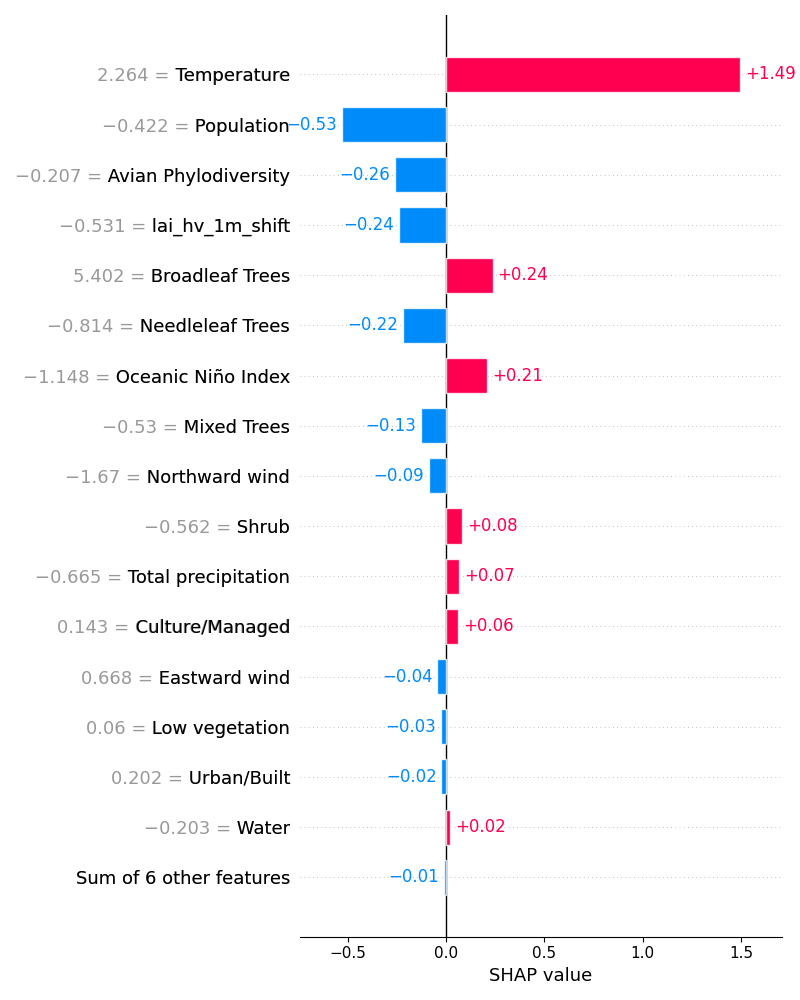 2.264 = Temperature +1.49
−0.422 = Population −0.53
−0.207 = Avian Phylodiversity −0.26
−0.531 = lai_hv_1m_shift −0.24
5.402 = Broadleaf Trees +0.24
−0.814 = Needleleaf Trees −0.22
−1.148 = Oceanic Niño Index +0.21
−0.53 = Mixed Trees −0.13
−1.67 = Northward wind −0.09
−0.562 = Shrub +0.08
−0.665 = Total precipitation +0.07
0.143 = Culture/Managed +0.06
0.668 = Eastward wind −0.04
0.06 = Low vegetation −0.03
0.202 = Urban/Built −0.02
−0.203 = Water +0.02
Sum of 6 other features −0.01
−0.5 0.0 0.5 1.0 1.5
SHAP value